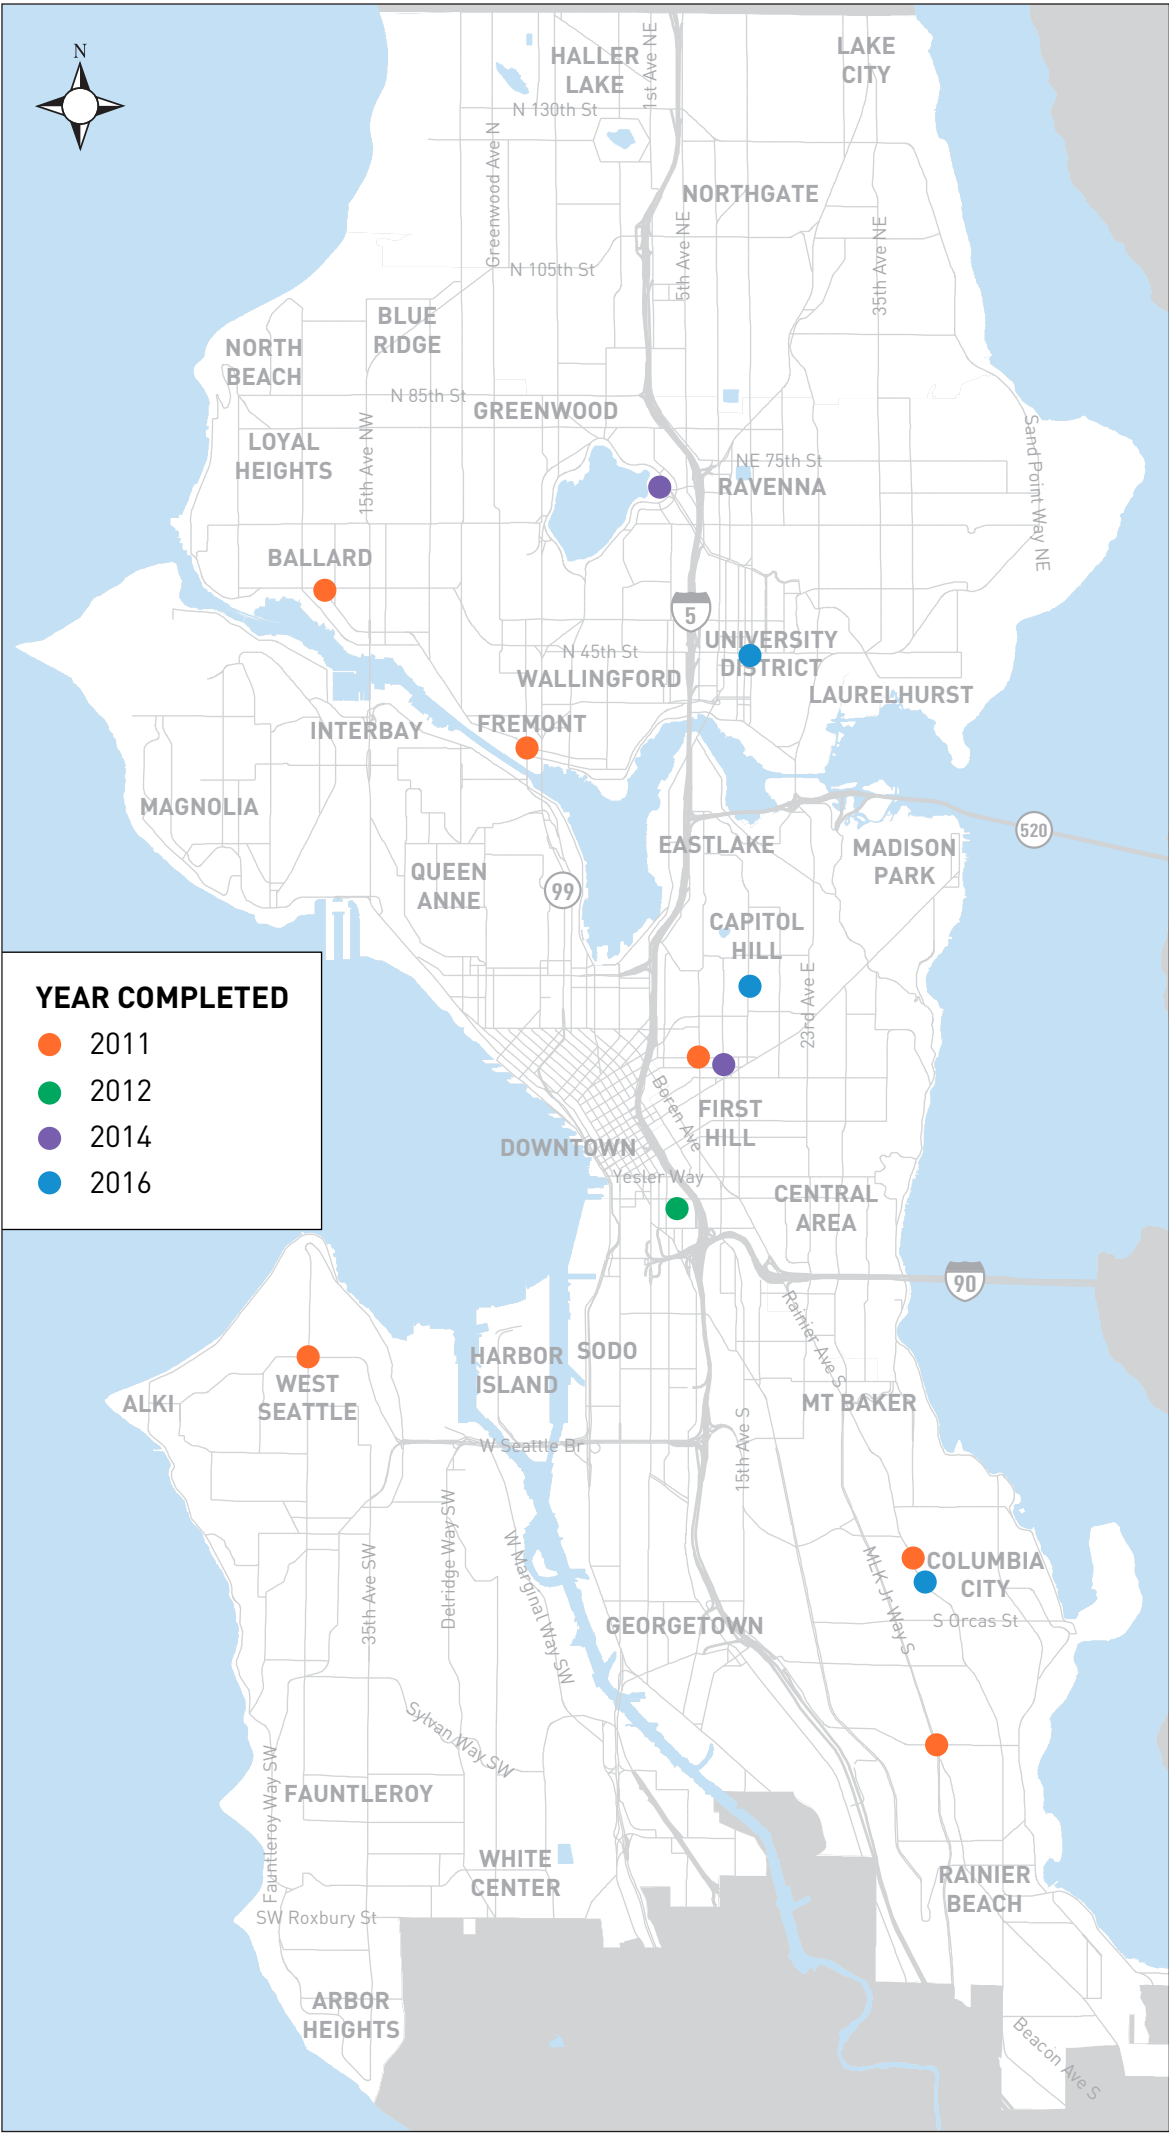 N
HALLER
LAKE
1st Ave NE
LAKE
CITY
N 130th St
Greenwood Ave N
NORTHGATE
5th Ave NE
35th Ave NE
N 105th St
BLUE
RIDGE
NORTH
BEACH
N 85th St
GREENWOOD
15th Ave NW
LOYAL
HEIGHTS
Sand Point Way NE
NE 75th St
RAVENNA
BALLARD
5
UNIVERSITY
DISTRICT
N 45th St
WALLINGFORD
LAURELHURST
FREMONT
INTERBAY
MAGNOLIA
520
EASTLAKE
MADISON
PARK
QUEEN
ANNE
99
CAPITOL
HILL
23rd Ave E
YEAR COMPLETED
2011
2012
2014
2016
Boren Ave
FIRST
HILL
DOWNTOWN
Yesler Way
CENTRAL
AREA
90
Rainier Ave S
HARBOR
ISLAND
SODO
WEST
SEATTLE
ALKI
MT BAKER
W Seattle Br
15th Ave S
Delridge Way SW
35th Ave SW
W Marginal Way SW
MLK Jr Way S
COLUMBIA
CITY
S Orcas St
GEORGETOWN
Sylvan Way SW
Fauntleroy Way SW
FAUNTLEROY
WHITE
CENTER
RAINIER
BEACH
SW Roxbury St
ARBOR
HEIGHTS
Beacon Ave S